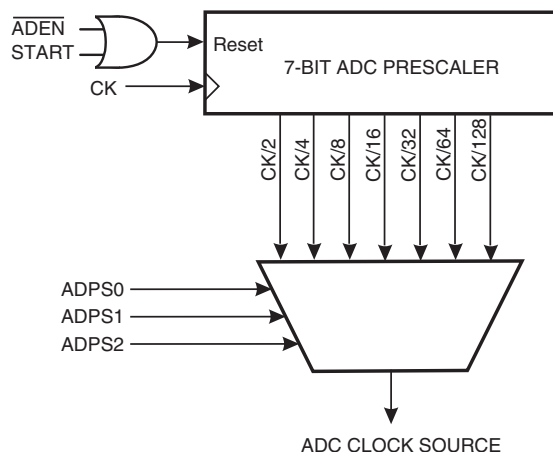 ADEN
START
Reset
7-BIT ADC PRESCALER
CK
CK/2
CK/4
CK/8
CK/16
CK/32
CK/64
CK/128
ADPS0
ADPS1
ADPS2
ADC CLOCK SOURCE